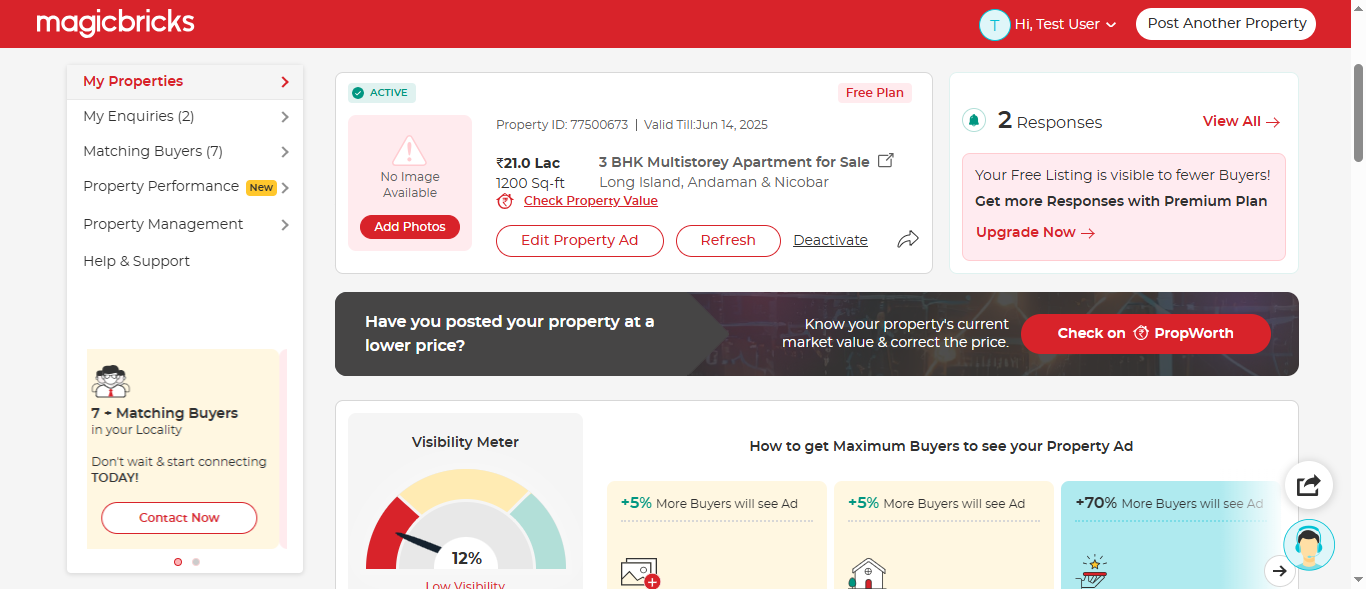 magicbricks
T Hi, Test User
Post Another Property
My Properties
My Enquiries (2)
Matching Buyers (7)
Property Performance New
Property Management
Help & Support
7 + Matching Buyers
in your Locality
Don't wait & start connecting
TODAY!
Contact Now
ACTIVE
Free Plan
No Image
Available
Add Photos
Property ID: 77500673 | Valid Till:Jun 14, 2025
₹21.0 Lac
1200 Sq-ft
3 BHK Multistorey Apartment for Sale
Long Island, Andaman & Nicobar
Check Property Value
Edit Property Ad
Refresh
Deactivate
2 Responses
View All
Your Free Listing is visible to fewer Buyers!
Get more Responses with Premium Plan
Upgrade Now
Have you posted your property at a
lower price?
Know your property's current
market value & correct the price.
Check on ₹ PropWorth
Visibility Meter
12%
Low Visibility
How to get Maximum Buyers to see your Property Ad
+5% More Buyers will see Ad
+5% More Buyers will see Ad
+70% More Buyers will see Ad